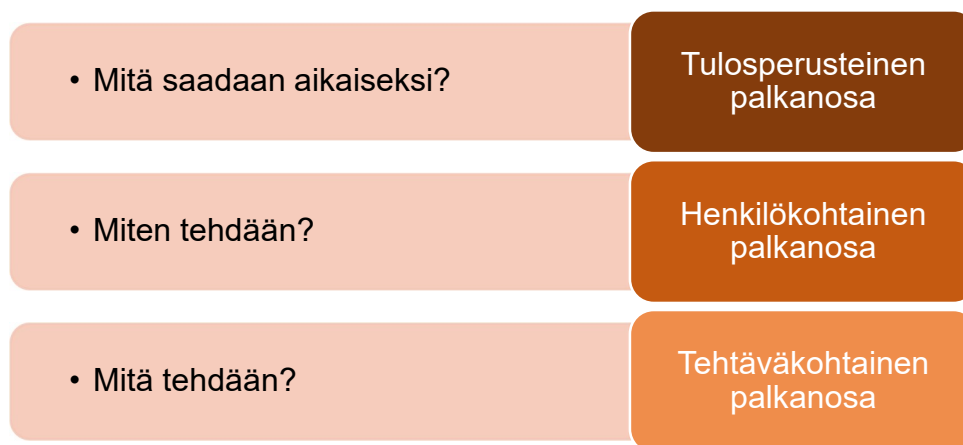 • Mitä saadaan aikaiseksi?
Tulosperusteinen
palkanosa
• Miten tehdään?
Henkilökohtainen
palkanosa
• Mitä tehdään?
Tehtäväkohtainen
palkanosa